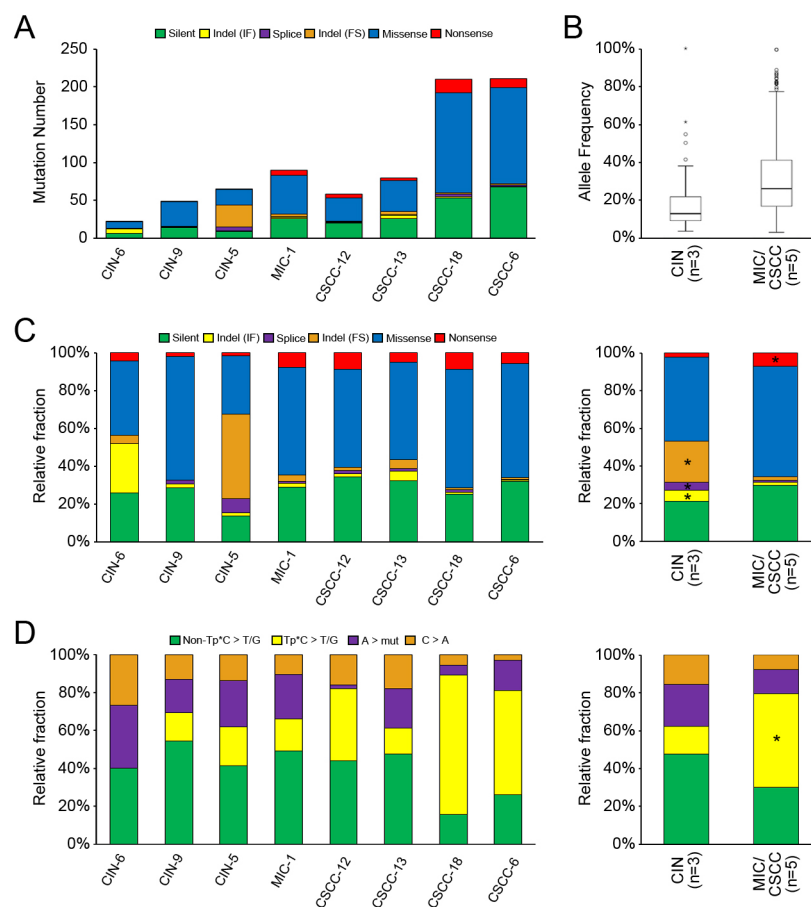 A
B
Silent Indel (IF) Splice Indel (FS) Missense Nonsense
Mutation Number
250
200
150
100
50
0
CIN-6
CIN-9
CIN-5
MIC-1
CSCC-12
CSCC-13
CSCC-18
CSCC-6
Allele Frequency
100%
80%
60%
40%
20%
0%
CIN
(n=3)
MIC/
CSCC
(n=5)
C
Silent Indel (IF) Splice Indel (FS) Missense Nonsense
Relative fraction
100%
80%
60%
40%
20%
0%
CIN-6
CIN-9
CIN-5
MIC-1
CSCC-12
CSCC-13
CSCC-18
CSCC-6
Relative fraction
100%
80%
60%
40%
20%
0%
*
*
*
*
CIN
(n=3)
MIC/
CSCC
(n=5)
D
Non-Tp*C > T/G Tp*C > T/G A > mut C > A
Relative fraction
100%
80%
60%
40%
20%
0%
CIN-6
CIN-9
CIN-5
MIC-1
CSCC-12
CSCC-13
CSCC-18
CSCC-6
Relative fraction
100%
80%
60%
40%
20%
0%
*
CIN
(n=3)
MIC/
CSCC
(n=5)